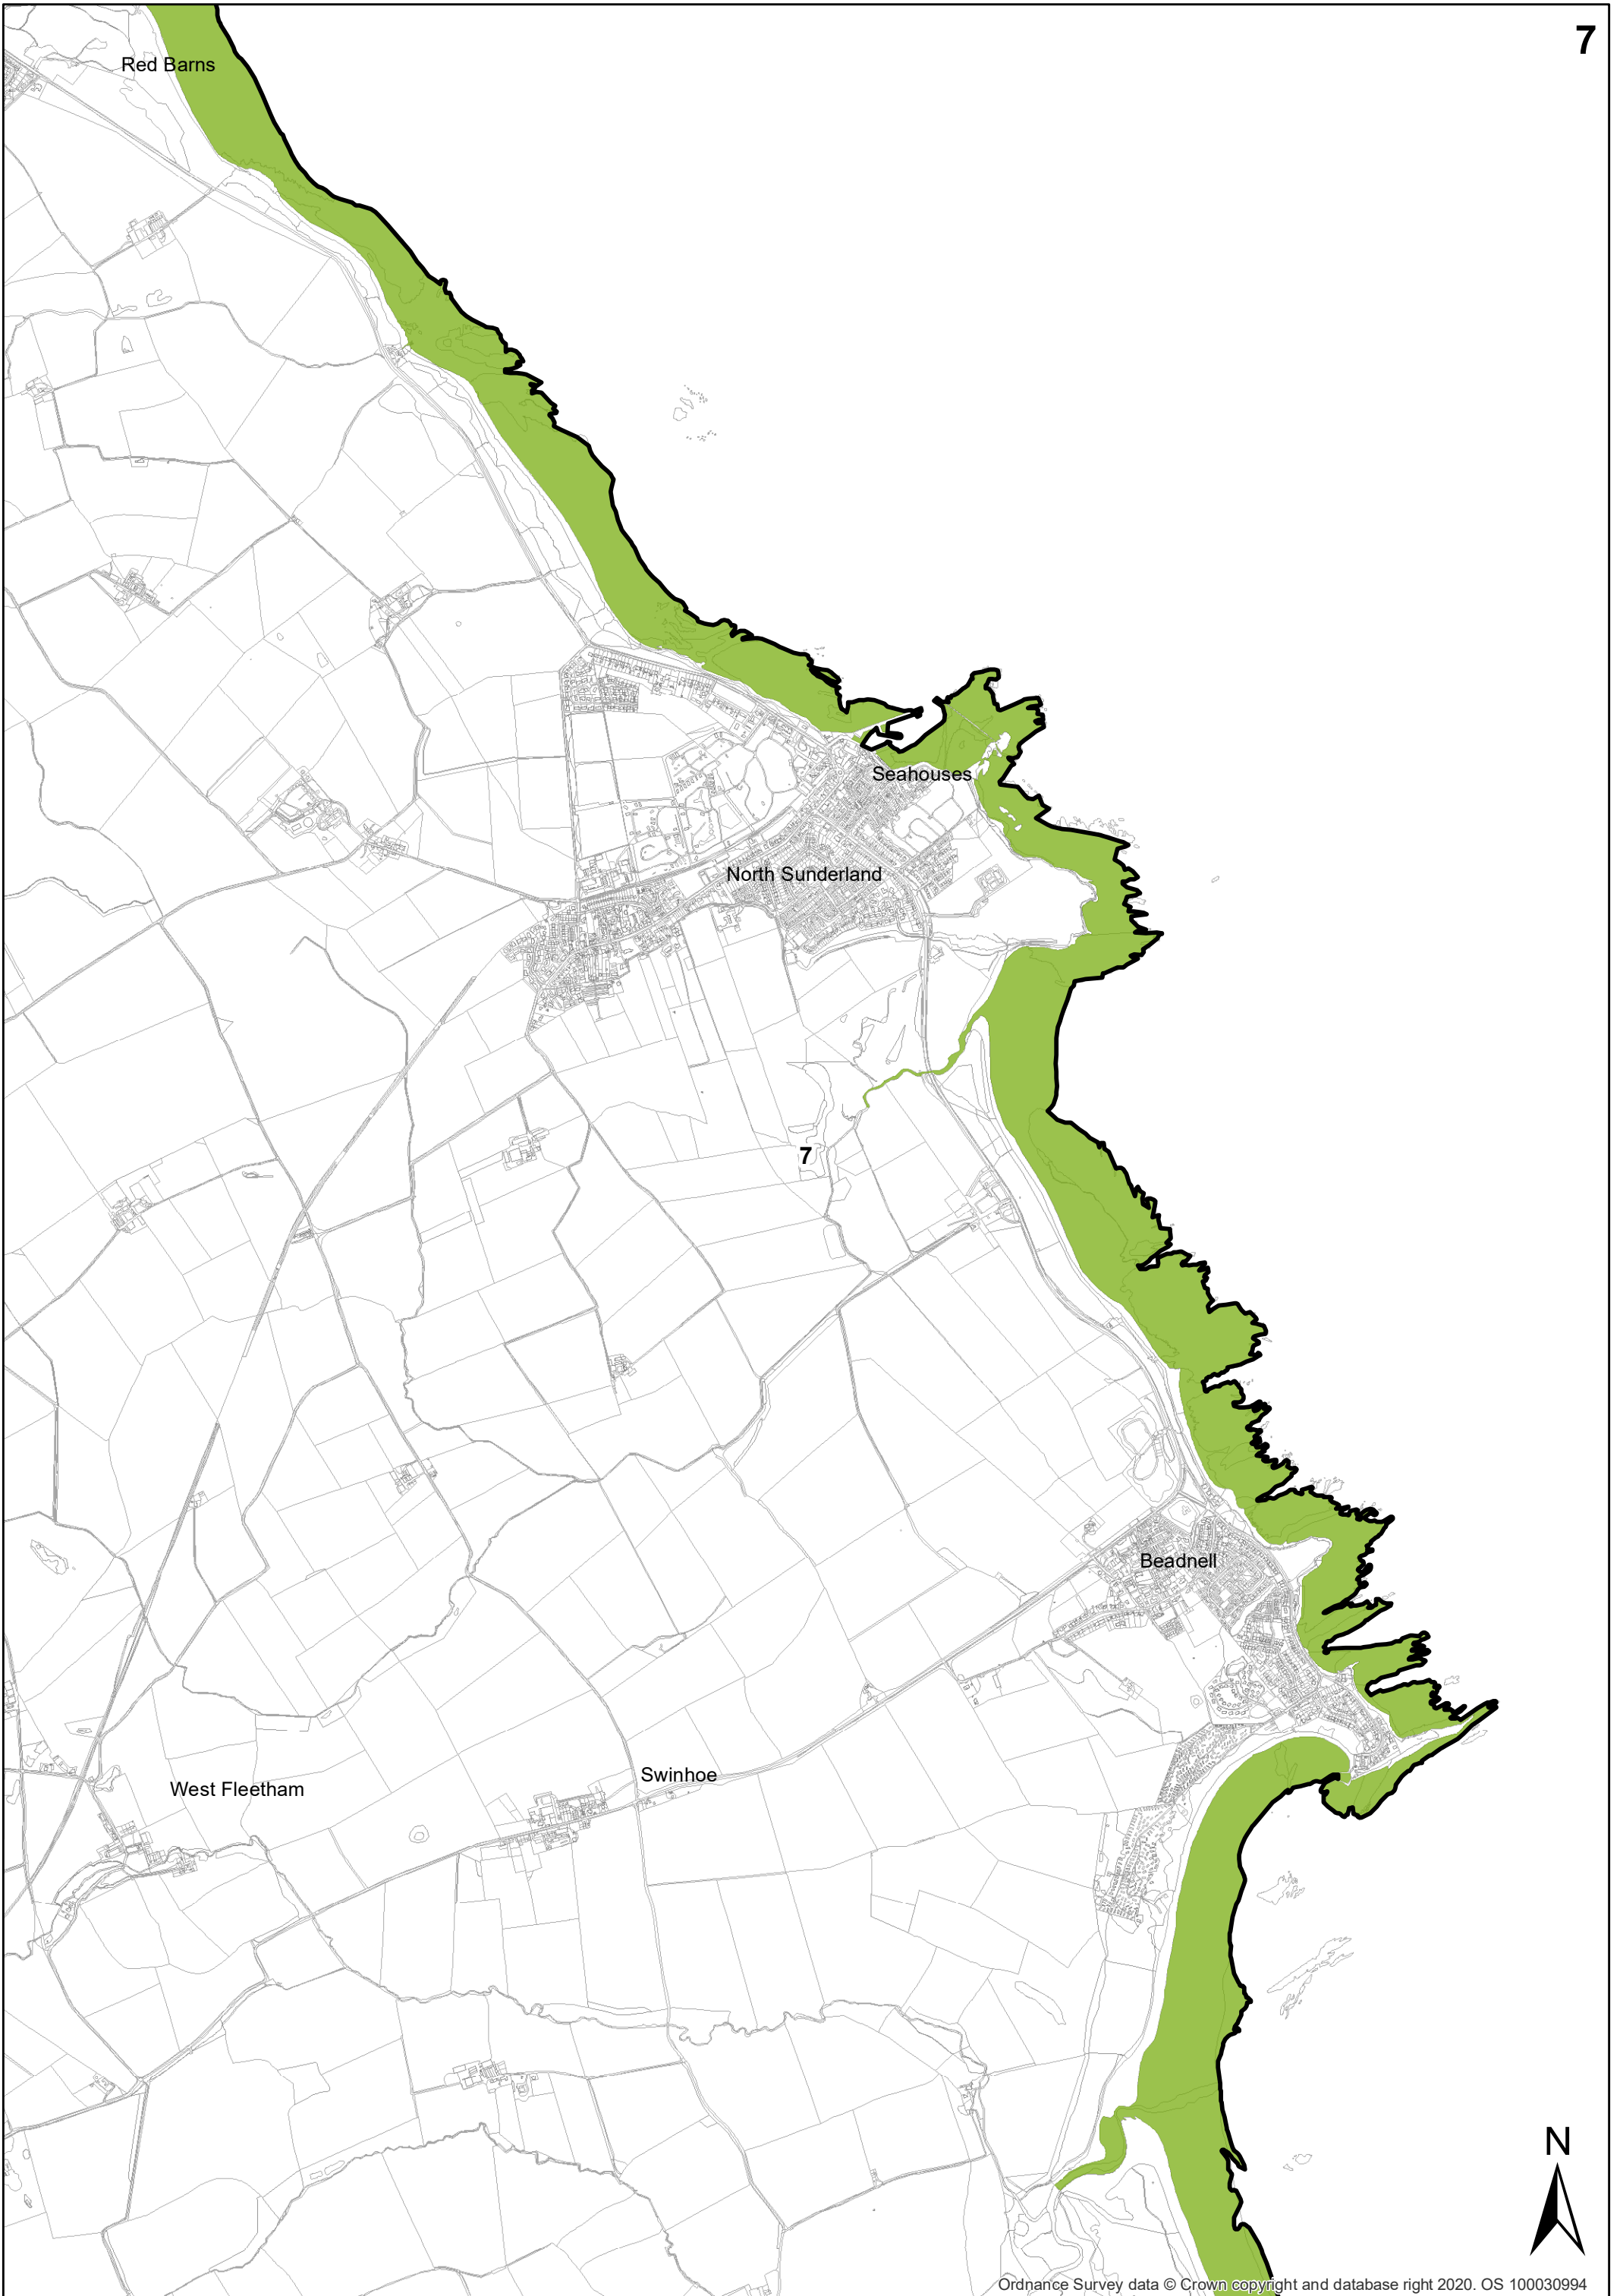 7
Red Barns
Seahouses
North Sunderland
7
Beadnell
Swinhoe
West Fleetham
N
Ordnance Survey data © Crown copyright and database right 2020. OS 100030994